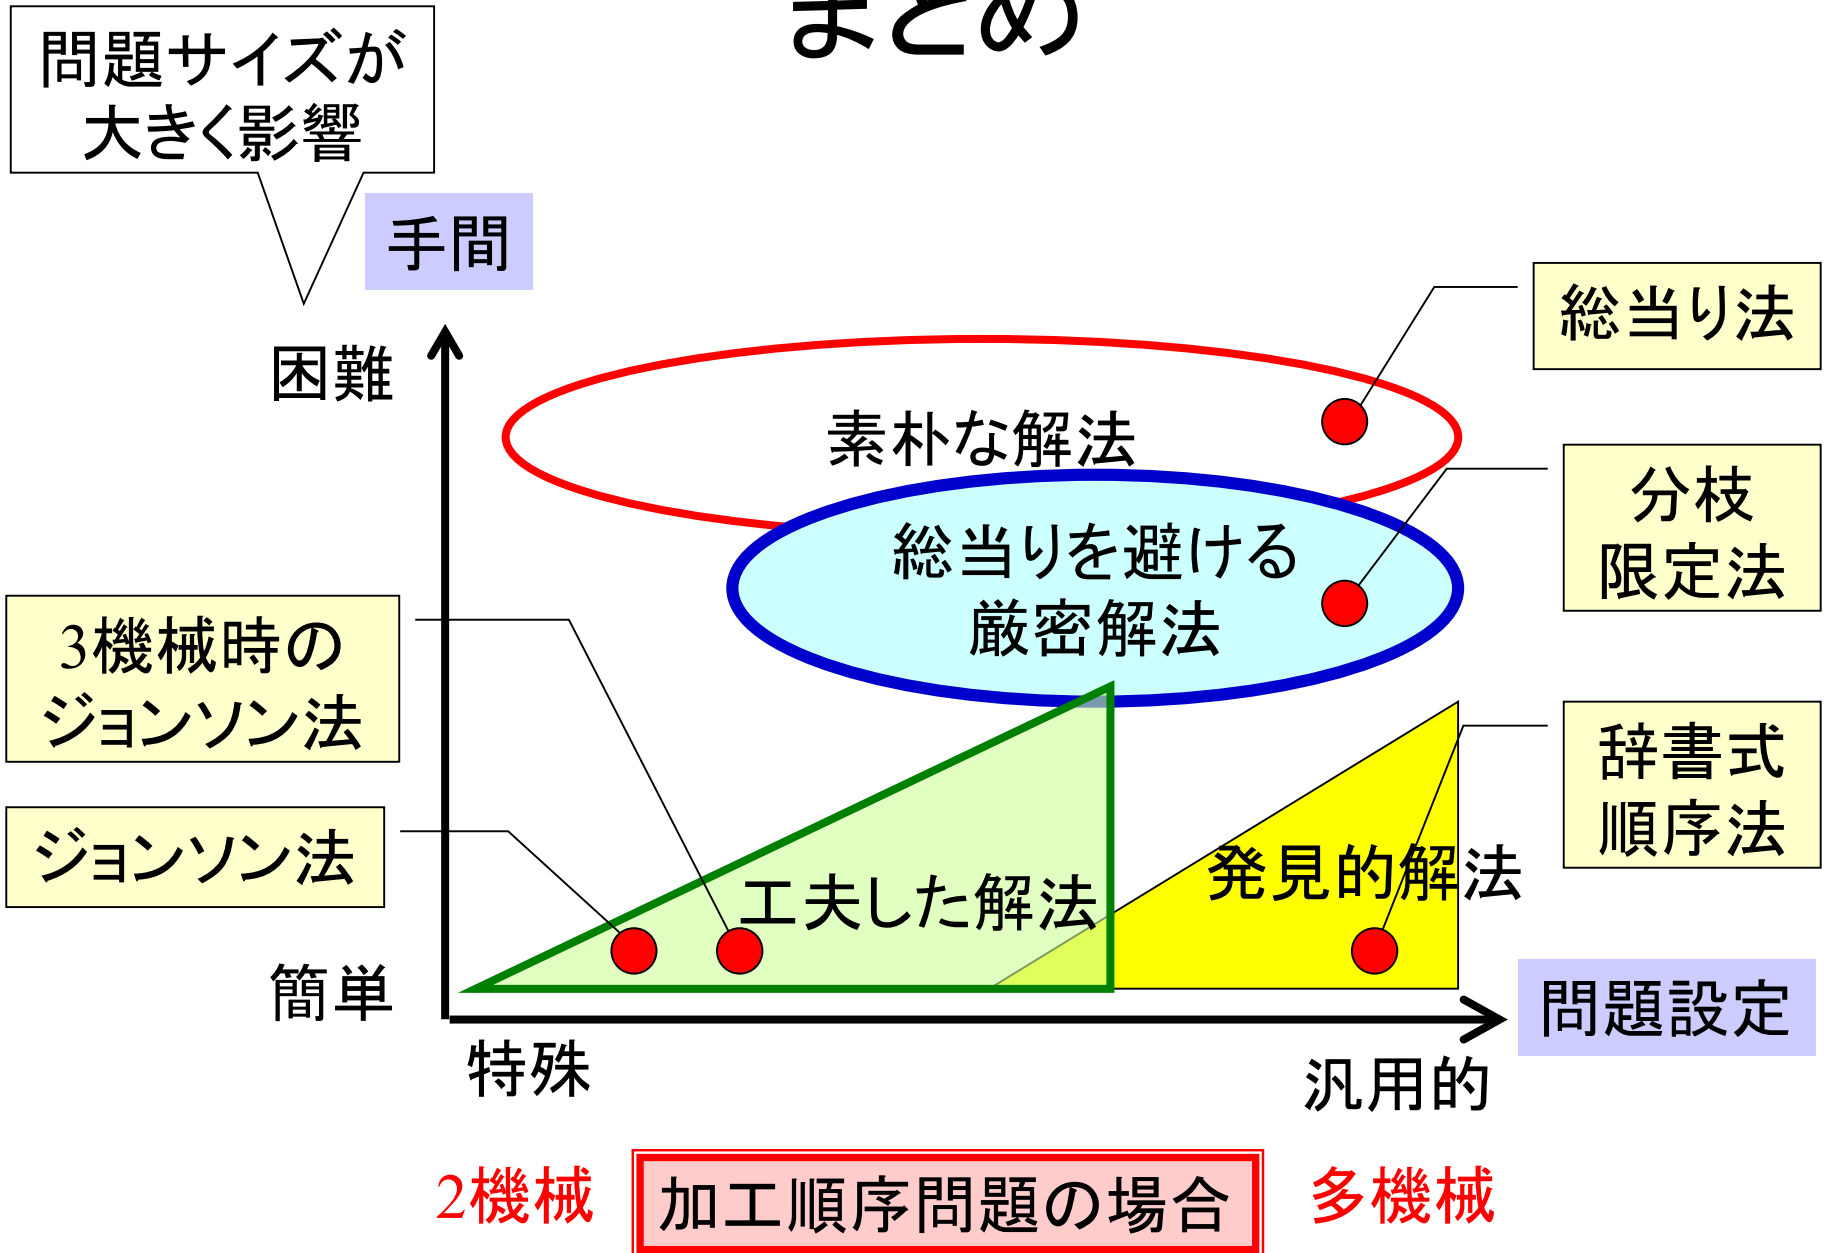 まとめ
問題サイズが
大きく影響
手間
総当り法
困難
素朴な解法
分枝
限定法
総当りを避ける
厳密解法
3機械時の
ジョンソン法
辞書式
順序法
ジョンソン法
発見的解法
工夫した解法
簡単
問題設定
特殊
汎用的
2機械
加工順序問題の場合
多機械